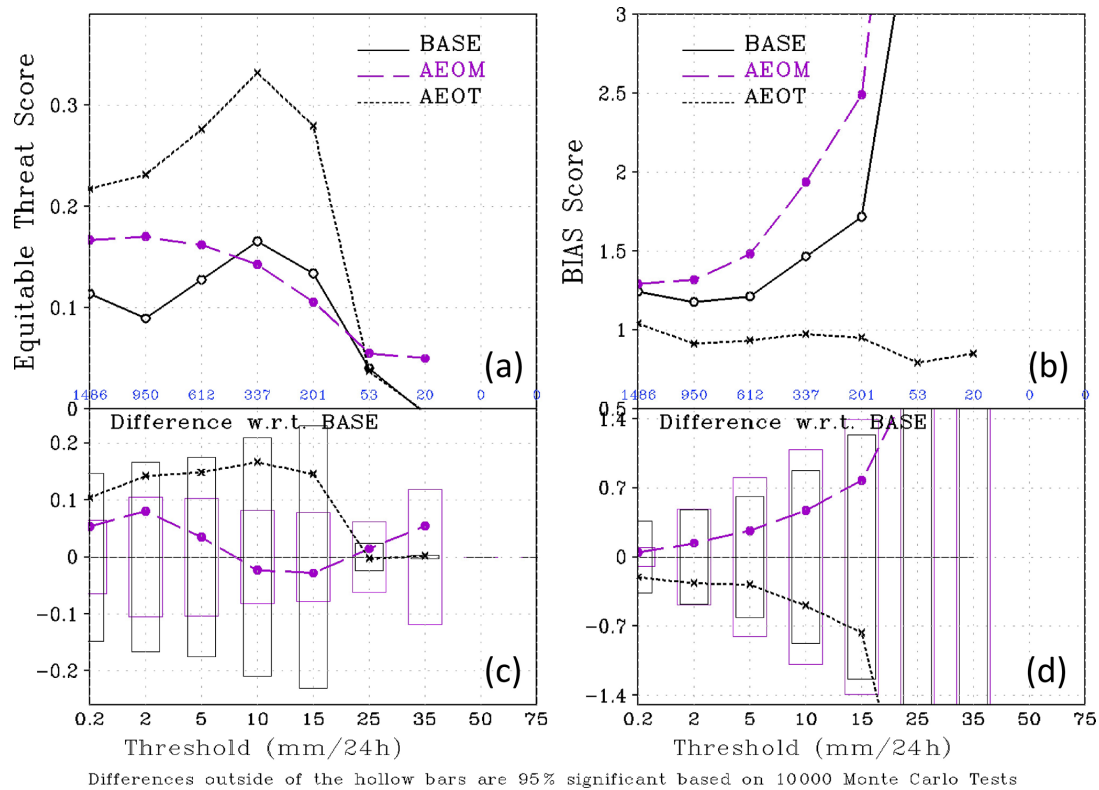 3
BASE
AEOM
AEOT
0.3
0.2
0.1
0
Equitable Threat Score
(a)
1486 950 612 337 201 53 20 0 0
BASE
AEOM
AEOT
2.5
2
1.5
1
0.5
BIAS Score
(b)
1486 950 612 337 201 53 20 0 0
Difference w.r.t. BASE
0.2
0.1
0
-0.1
-0.2
(c)
0.2 2 5 10 15 25 35 50 75
Threshold (mm/24h)
Difference w.r.t. BASE
1.4
0.7
0
-0.7
-1.4
(d)
0.2 2 5 10 15 25 35 50 75
Threshold (mm/24h)
Differences outside of the hollow bars are 95% significant based on 10000 Monte Carlo Tests